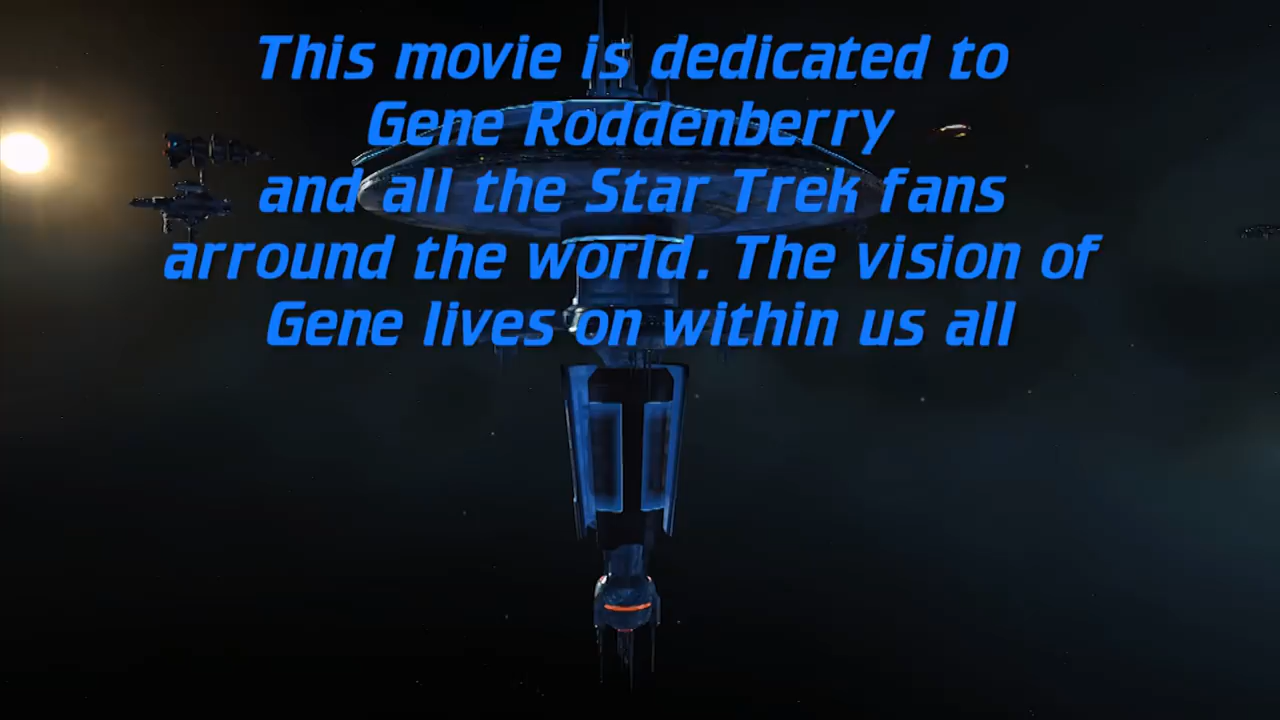 This movie is dedicated to
Gene Roddenberry
and all the Star Trek fans
arround the world. The vision of
Gene lives on within us all